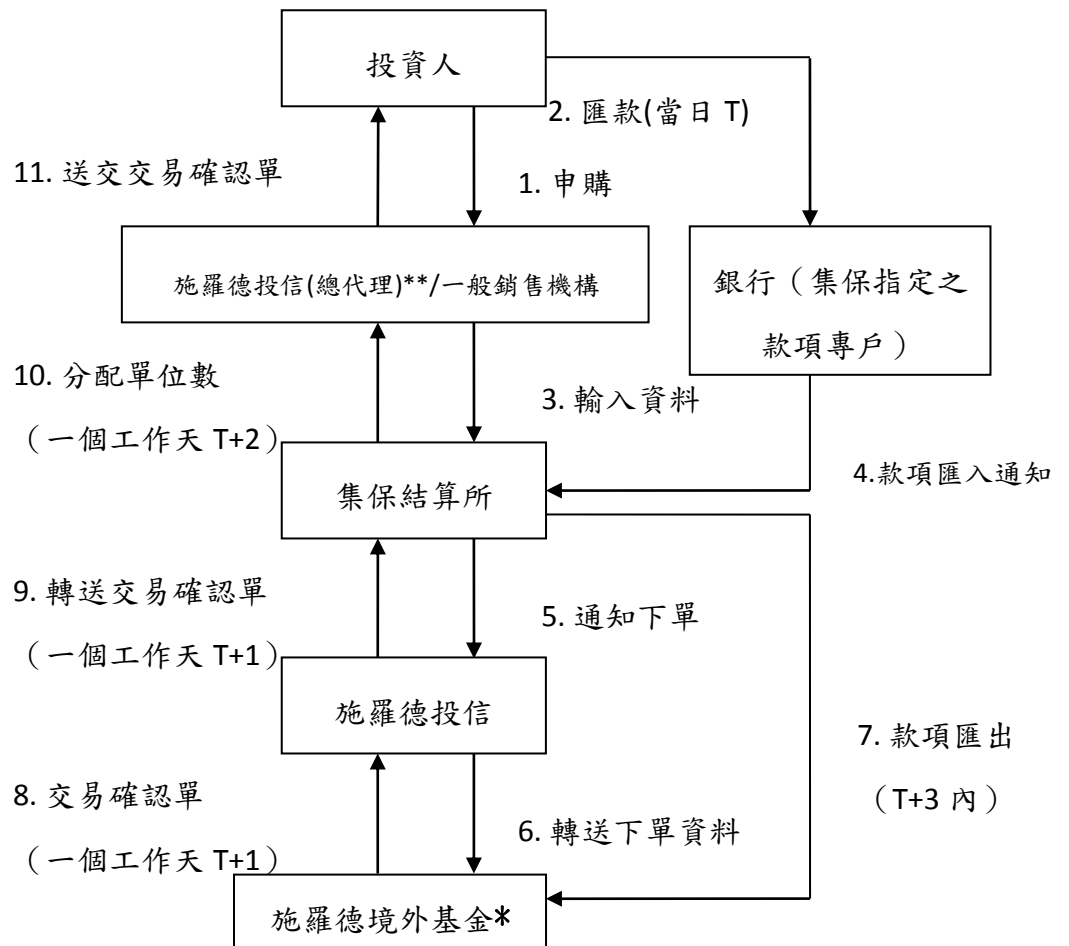 投資人
2. 匯款(當日 T)
11. 送交交易確認單
1. 申購
施羅德投信(總代理)**/一般銷售機構
銀行（集保指定之
款項專戶）
10. 分配單位數
（一個工作天 T+2）
3. 輸入資料
4.款項匯入通知
集保結算所
9. 轉送交易確認單
（一個工作天 T+1）
5. 通知下單
施羅德投信
7. 款項匯出
（T+3 內）
8. 交易確認單
（一個工作天 T+1）
6. 轉送下單資料
施羅德境外基金*